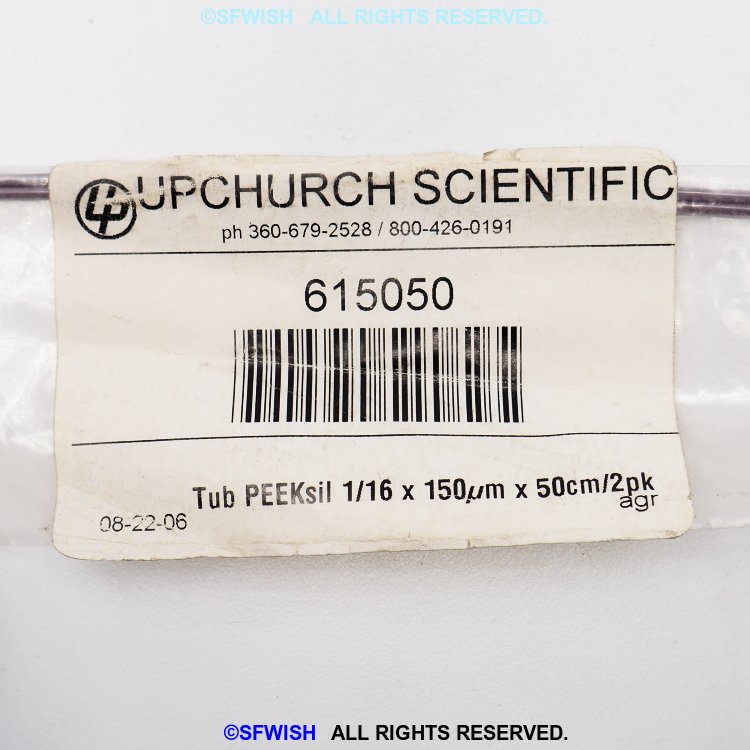 ©SFWISH ALL RIGHTS RESERVED.
UP UPCHURCH SCIENTIFIC
ph 360-679-2528 / 800-426-0191
615050
Tub PEEKsil 1/16 x 150µm x 50cm/2pk
agr
08-22-06
©SFWISH ALL RIGHTS RESERVED.